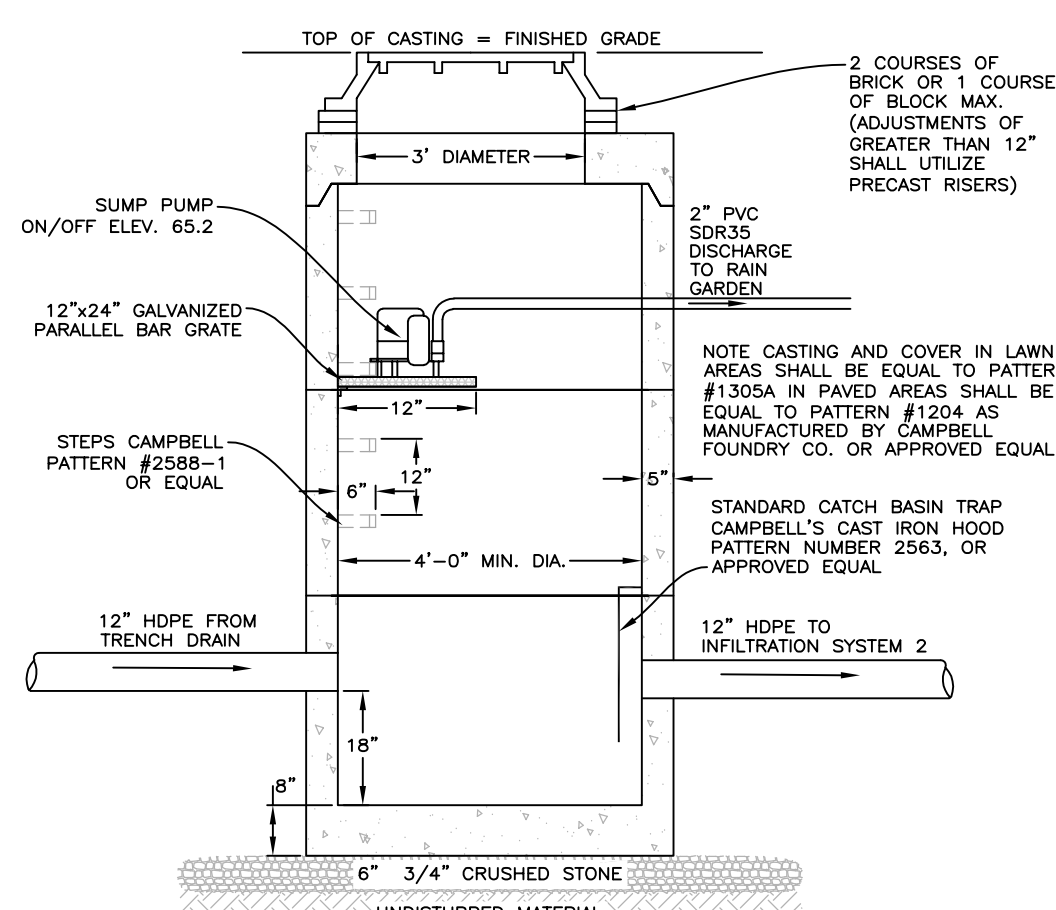 TOP OF CASTING = FINISHED GRADE
2 COURSES OF
BRICK OR 1 COURSE
OF BLOCK MAX.
(ADJUSTMENTS OF
GREATER THAN 12"
SHALL UTILIZE
PRECAST RISERS)
3' DIAMETER
SUMP PUMP
ON/OFF ELEV. 65.2
2" PVC
SDR35
DISCHARGE
TO RAIN
GARDEN
12"x24" GALVANIZED
PARALLEL BAR GRATE
NOTE CASTING AND COVER IN LAWN
AREAS SHALL BE EQUAL TO PATTER
#1305A IN PAVED AREAS SHALL BE
EQUAL TO PATTERN #1204 AS
MANUFACTURED BY CAMPBELL
FOUNDRY CO. OR APPROVED EQUAL
12"
STEPS CAMPBELL
PATTERN #2588-1
OR EQUAL
12"
6"
5"
STANDARD CATCH BASIN TRAP
CAMPBELL'S CAST IRON HOOD
PATTERN NUMBER 2563, OR
APPROVED EQUAL
4'-0" MIN. DIA.
12" HDPE FROM
TRENCH DRAIN
12" HDPE TO
INFILTRATION SYSTEM 2
18"
8"
6" 3/4" CRUSHED STONE
UNDISTURBED MATERIAL